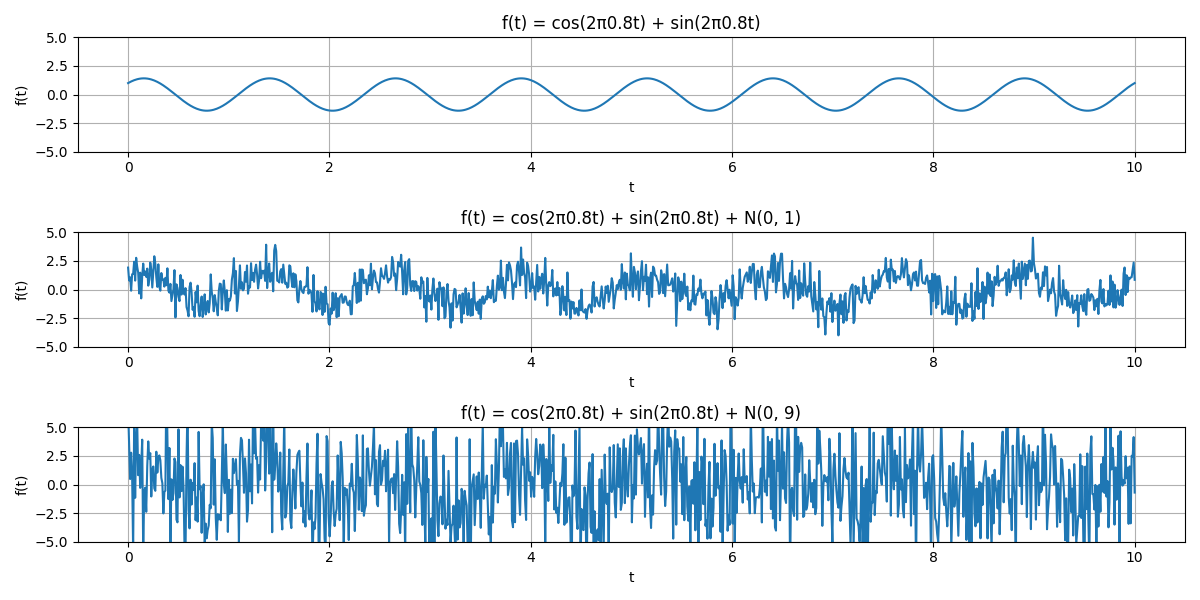 f(t) = cos(2π0.8t) + sin(2π0.8t)
5.0
2.5
0.0
−2.5
−5.0
f(t)
0 2 4 6 8 10
t
f(t) = cos(2π0.8t) + sin(2π0.8t) + N(0, 1)
5.0
2.5
0.0
−2.5
−5.0
f(t)
0 2 4 6 8 10
t
f(t) = cos(2π0.8t) + sin(2π0.8t) + N(0, 9)
5.0
2.5
0.0
−2.5
−5.0
f(t)
0 2 4 6 8 10
t